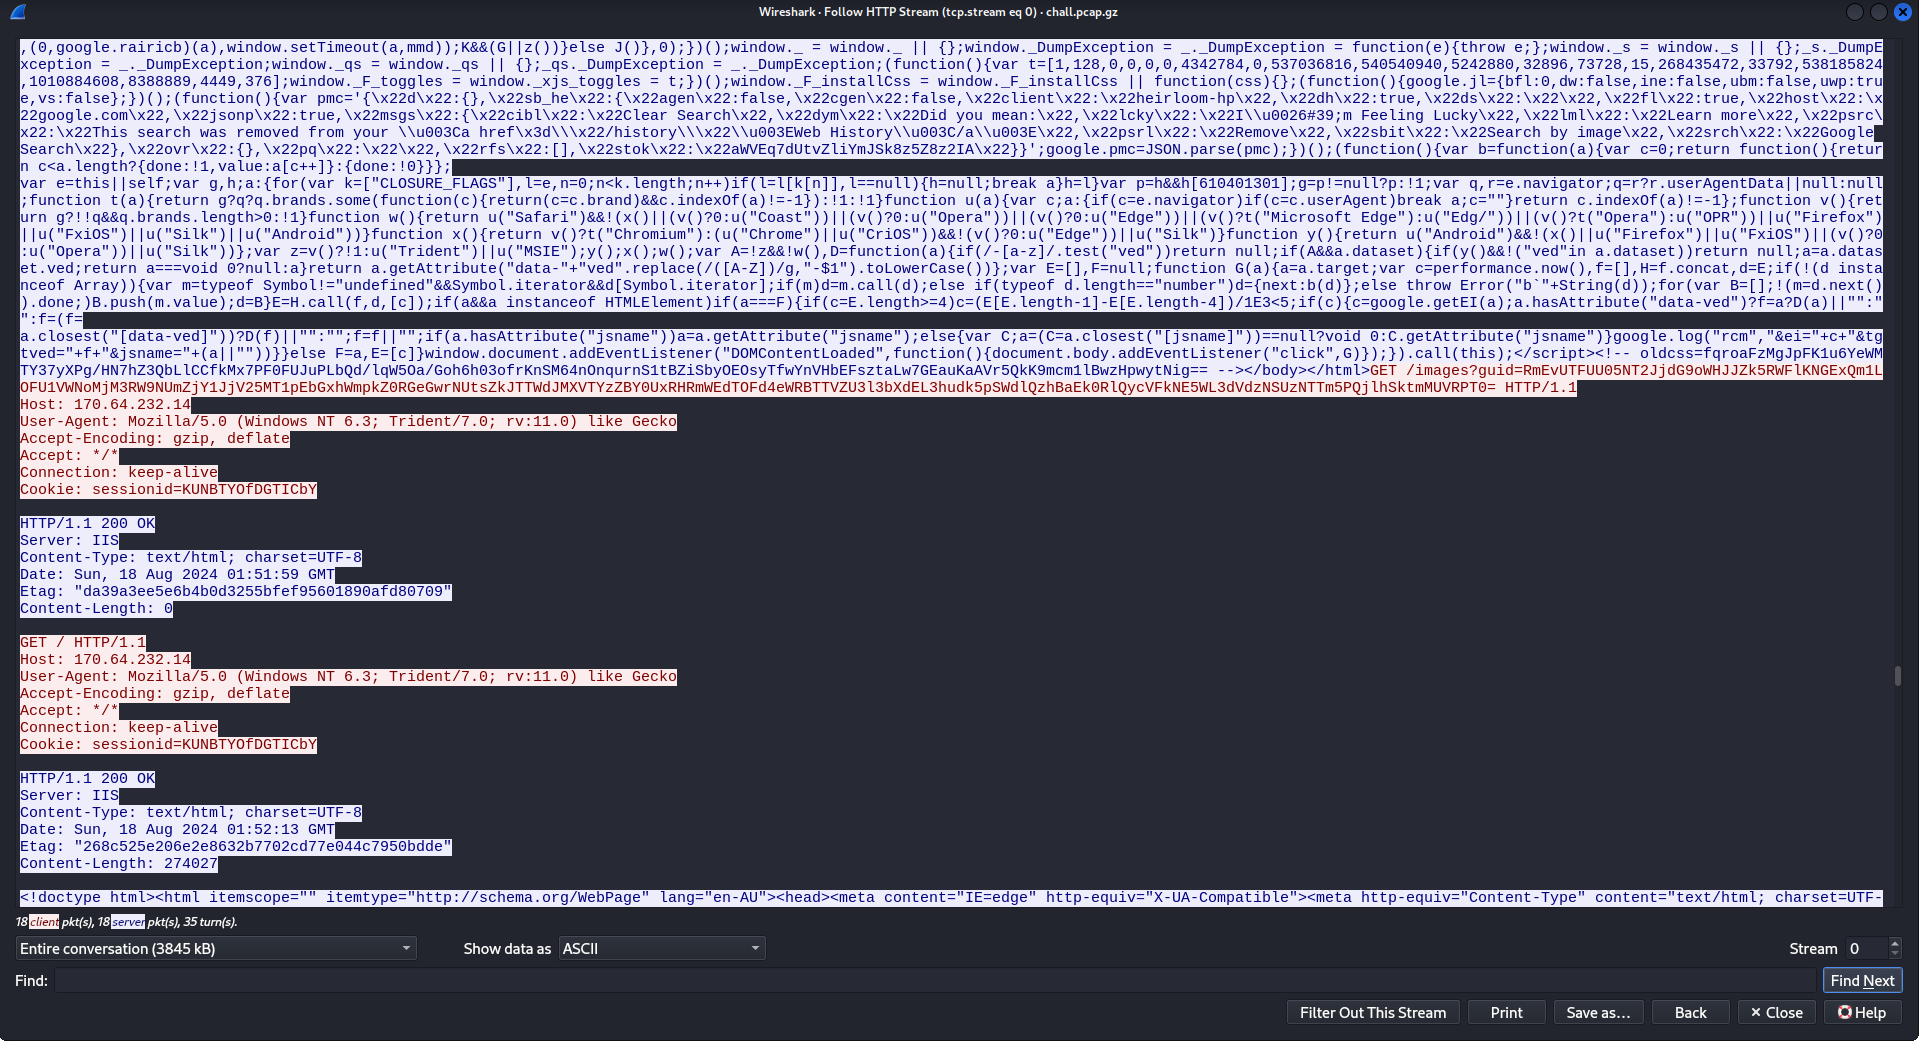 Wireshark · Follow HTTP Stream (tcp.stream eq 0) · chall.pcap.gz
,(0,google.rairicb)(a),window.setTimeout(a,mmd));K&&(G||z())}else J()},0);})();window._ = window._ || {};window._DumpException = _._DumpException = function(e){throw e;};window._s = window._s || {};_s._DumpE
xception = _._DumpException;window._qs = window._qs || {};_qs._DumpException = _._DumpException;(function(){var t=[1,128,0,0,0,0,4342784,0,537036816,540540940,5242880,32896,73728,15,268435472,33792,538185824
,1010884608,8388889,4449,376];window._F_toggles = window._xjs_toggles = t;})();window._F_installCss = window._F_installCss || function(css){};(function(){google.jl={bfl:0,dw:false,ine:false,ubm:false,uwp:tru
e,vs:false};})();(function(){var pmc='{\x22d\x22:{},\x22sb_he\x22:{\x22agen\x22:false,\x22cgen\x22:false,\x22client\x22:\x22heirloom-hp\x22,\x22dh\x22:true,\x22ds\x22:\x22\x22,\x22fl\x22:true,\x22host\x22:\x
22google.com\x22,\x22jsonp\x22:true,\x22msgs\x22:{\x22cibl\x22:\x22Clear Search\x22,\x22dym\x22:\x22Did you mean:\x22,\x22lcky\x22:\x22I\\u0026#39;m Feeling Lucky\x22,\x22lml\x22:\x22Learn more\x22,\x22psrc\
x22:\x22This search was removed from your \\u003Ca href\x3d\\\x22/history\\\x22\\u003EWeb History\\u003C/a\\u003E\x22,\x22psrl\x22:\x22Remove\x22,\x22sbit\x22:\x22Search by image\x22,\x22srch\x22:\x22Google
Search\x22},\x22ovr\x22:{},\x22pq\x22:\x22\x22,\x22rfs\x22:[],\x22stok\x22:\x22aWVEq7dUtvZliYmJSk8z5Z8z2IA\x22}}';google.pmc=JSON.parse(pmc);})();(function(){var b=function(a){var c=0;return function(){retur
n c<a.length?{done:!1,value:a[c++]}:{done:!0}}};
var e=this||self;var g,h;a:{for(var k=["CLOSURE_FLAGS"],l=e,n=0;n<k.length;n++)if(l=l[k[n]],l==null){h=null;break a}h=l}var p=h&&h[610401301];g=p!=null?p:!1;var q,r=e.navigator;q=r?r.userAgentData||null:null
;function t(a){return g?q?q.brands.some(function(c){return(c=c.brand)&&c.indexOf(a)!=-1}):!1:!1}function u(a){var c;a:{if(c=e.navigator)if(c=c.userAgent)break a;c=""}return c.indexOf(a)!=-1};function v(){ret
urn g?!!q&&q.brands.length>0:!1}function w(){return u("Safari")&&!(x()||(v()?0:u("Coast"))||(v()?0:u("Opera"))||(v()?0:u("Edge"))||(v()?t("Microsoft Edge"):u("Edg/"))||(v()?t("Opera"):u("OPR"))||u("Firefox")
||u("FxiOS")||u("Silk")||u("Android"))}function x(){return v()?t("Chromium"):(u("Chrome")||u("CriOS"))&&!(v()?0:u("Edge"))||u("Silk")}function y(){return u("Android")&&!(x()||u("Firefox")||u("FxiOS")||(v()?0
:u("Opera"))||u("Silk"))};var z=v()?!1:u("Trident")||u("MSIE");y();x();w();var A=!z&&!w(),D=function(a){if(/-[a-z]/.test("ved"))return null;if(A&&a.dataset){if(y()&&!("ved"in a.dataset))return null;a=a.datas
et.ved;return a===void 0?null:a}return a.getAttribute("data-"+"ved".replace(/([A-Z])/g,"-$1").toLowerCase())};var E=[],F=null;function G(a){a=a.target;var c=performance.now(),f=[],H=f.concat,d=E;if(!(d insta
nceof Array)){var m=typeof Symbol!="undefined"&&Symbol.iterator&&d[Symbol.iterator];if(m)d=m.call(d);else if(typeof d.length=="number")d={next:b(d)};else throw Error("b`"+String(d));for(var B=[];!(m=d.next()
).done;)B.push(m.value);d=B}E=H.call(f,d,[c]);if(a&&a instanceof HTMLElement)if(a===F){if(c=E.length>=4)c=(E[E.length-1]-E[E.length-4])/1E3<5;if(c){c=google.getEI(a);a.hasAttribute("data-ved")?f=a?D(a)||"":"
":f=(f=
a.closest("[data-ved]"))?D(f)||"":"";f=f||"";if(a.hasAttribute("jsname"))a=a.getAttribute("jsname");else{var C;a=(C=a.closest("[jsname]"))==null?void 0:C.getAttribute("jsname")}google.log("rcm","&ei="+c+"&tg
tved="+f+"&jsname="+(a||""))}}else F=a,E=[c]}window.document.addEventListener("DOMContentLoaded",function(){document.body.addEventListener("click",G)});}).call(this);</script><!-- oldcss=fqroaFzMgJpFK1u6YeWM
TY37yXPg/HN7hZ3QbLlCCfkMx7PF0FUJuPLbQd/lqW5Oa/Goh6h03ofrKnSM64nOnqurnS1tBZiSbyOEOsyTfwYnVHbEFsztaLw7GEauKaAVr5QkK9mcm1lBwzHpwytNig== --></body></html>GET /images?guid=RmEvUTFUU05NT2JjdG9oWHJJZk5RWFlKNGExQm1L
OFU1VWNoMjM3RW9NUmZjY1JjV25MT1pEbGxhWmpkZ0RGeGwrNUtsZkJTTWdJMXVTYzZBY0UxRHRmWEdTOFd4eWRBTTVZU3l3bXdEL3hudk5pSWdlQzhBaEk0RlQycVFkNE5WL3dVdzNSUzNTTm5PQjlhSktmMUVRPT0= HTTP/1.1
Host: 170.64.232.14
User-Agent: Mozilla/5.0 (Windows NT 6.3; Trident/7.0; rv:11.0) like Gecko
Accept-Encoding: gzip, deflate
Accept: */*
Connection: keep-alive
Cookie: sessionid=KUNBTYOfDGTICbY
HTTP/1.1 200 OK
Server: IIS
Content-Type: text/html; charset=UTF-8
Date: Sun, 18 Aug 2024 01:51:59 GMT
Etag: "da39a3ee5e6b4b0d3255bfef95601890afd80709"
Content-Length: 0
GET / HTTP/1.1
Host: 170.64.232.14
User-Agent: Mozilla/5.0 (Windows NT 6.3; Trident/7.0; rv:11.0) like Gecko
Accept-Encoding: gzip, deflate
Accept: */*
Connection: keep-alive
Cookie: sessionid=KUNBTYOfDGTICbY
HTTP/1.1 200 OK
Server: IIS
Content-Type: text/html; charset=UTF-8
Date: Sun, 18 Aug 2024 01:52:13 GMT
Etag: "268c525e206e2e8632b7702cd77e044c7950bdde"
Content-Length: 274027
<!doctype html><html itemscope="" itemtype="http://schema.org/WebPage" lang="en-AU"><head><meta content="IE=edge" http-equiv="X-UA-Compatible"><meta http-equiv="Content-Type" content="text/html; charset=UTF-
18 client pkt(s), 18 server pkt(s), 35 turn(s).
Entire conversation (3845 kB) Show data as ASCII Stream 0
Find: Find Next
Filter Out This Stream Print Save as… Back × Close Help